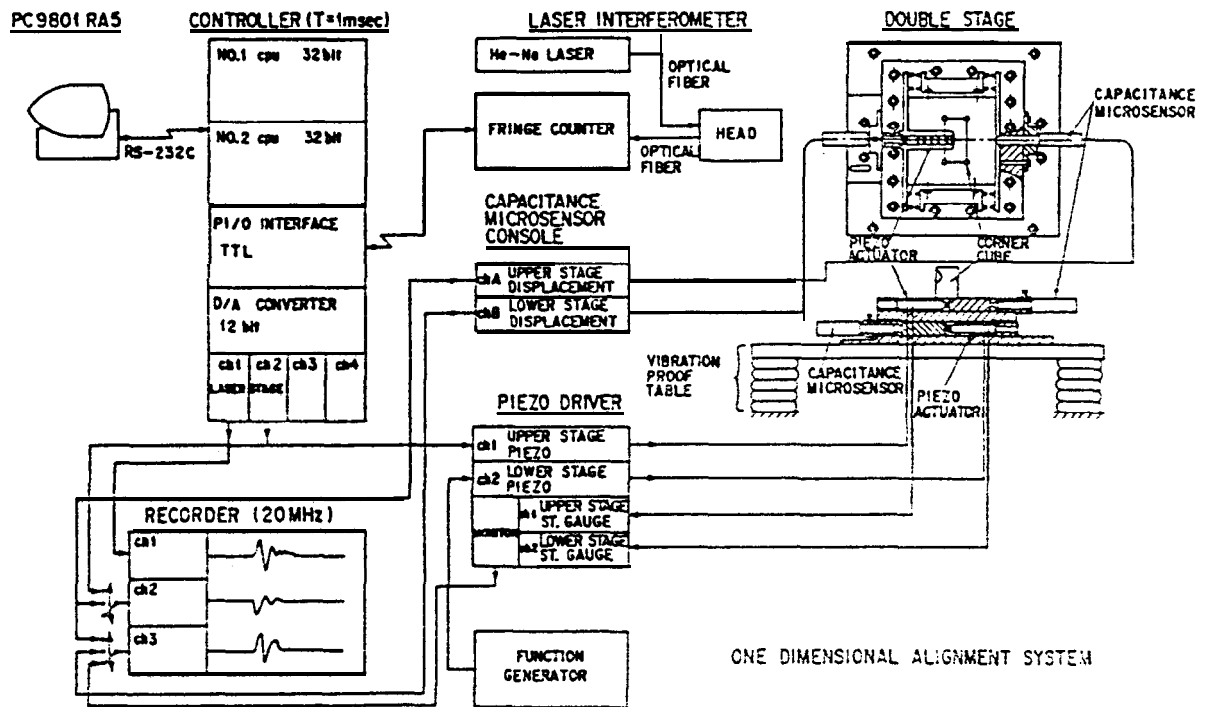 PC9801 RA5
CONTROLLER (T=1msec)
NO.1 cpu 32bit
NO.2 cpu 32bit
RS-232C
PI/O INTERFACE
TTL
D/A CONVERTER
12 bit
ch1 ch2 ch3 ch4
LASER STAGE
LASER INTERFEROMETER
He-Ne LASER
OPTICAL
FIBER
FRINGE COUNTER
HEAD
OPTICAL
FIBER
CAPACITANCE
MICROSENSOR
CONSOLE
chA UPPER STAGE
DISPLACEMENT
chB LOWER STAGE
DISPLACEMENT
DOUBLE STAGE
CAPACITANCE
MICROSENSOR
PIEZO
ACTUATOR
CORNER
CUBE
VIBRATION
PROOF
TABLE
CAPACITANCE
MICROSENSOR
PIEZO
ACTUATOR
PIEZO DRIVER
ch1 UPPER STAGE
PIEZO
ch2 LOWER STAGE
PIEZO
MONITOR
ch1 UPPER STAGE
ST. GAUGE
ch2 LOWER STAGE
ST. GAUGE
RECORDER (20MHz)
ch1
ch2
ch3
FUNCTION
GENERATOR
ONE DIMENSIONAL ALIGNMENT SYSTEM